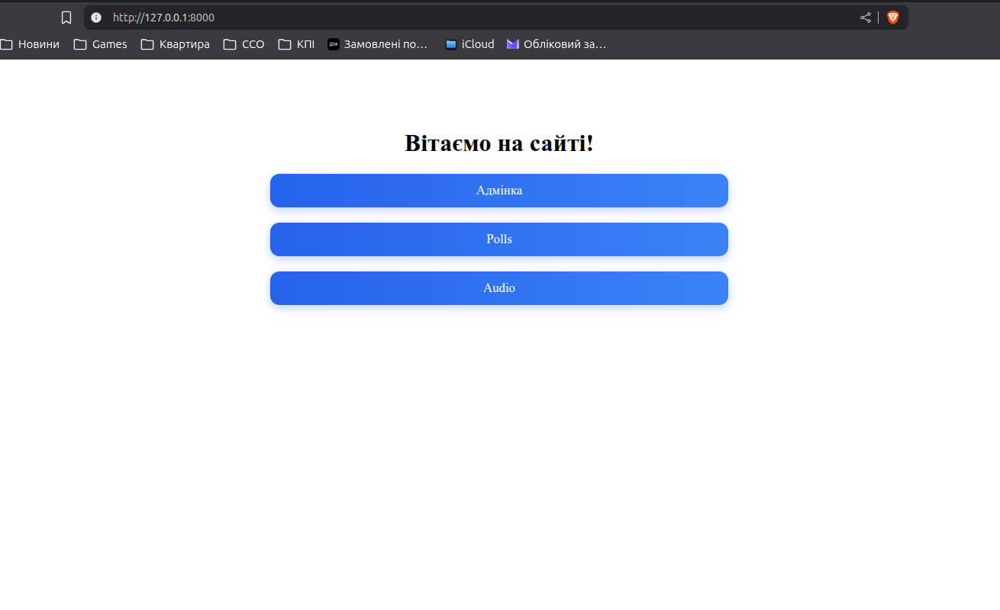 http://127.0.0.1:8000
Новини Games Квартира ССО КПІ Дія Замовлені по… iCloud Обліковий за…
Вітаємо на сайті!
Адмінка
Polls
Audio